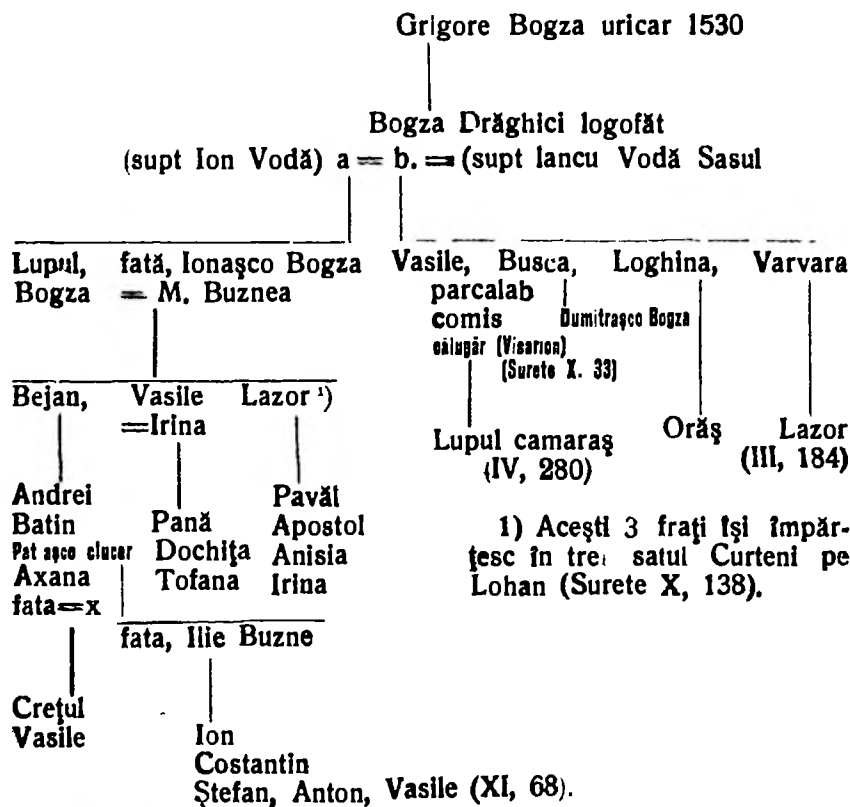 Grigore Bogza uricar 1530
Bogza Drăghici logofăt
(supt Ion Vodă) a = b. = (supt Iancu Vodă Sasul
Lupul, fată, Ionaşco Bogza Vasile, Busca, Loghina, Varvara
Bogza = M. Buznea parcalab
comis Dumitraşco Bogza
călugăr (Visarion)
(Surete X. 33)
Bejan, Vasile Lazor ¹)
=Irina
Lupul camaraş Orăş Lazor
(IV, 280) (III, 184)
Andrei Pavăl
Batin Pană Apostol
clucer Dochiţa Anisia
Axana Tofana Irina
fata=x
1) Aceşti 3 fraţi îşi împăr-
ţesc în trei satul Curteni pe
Lohan (Surete X, 138).
fata, Ilie Buzne
Creţul
Vasile Ion
Costantin
Ştefan, Anton, Vasile (XI, 68).